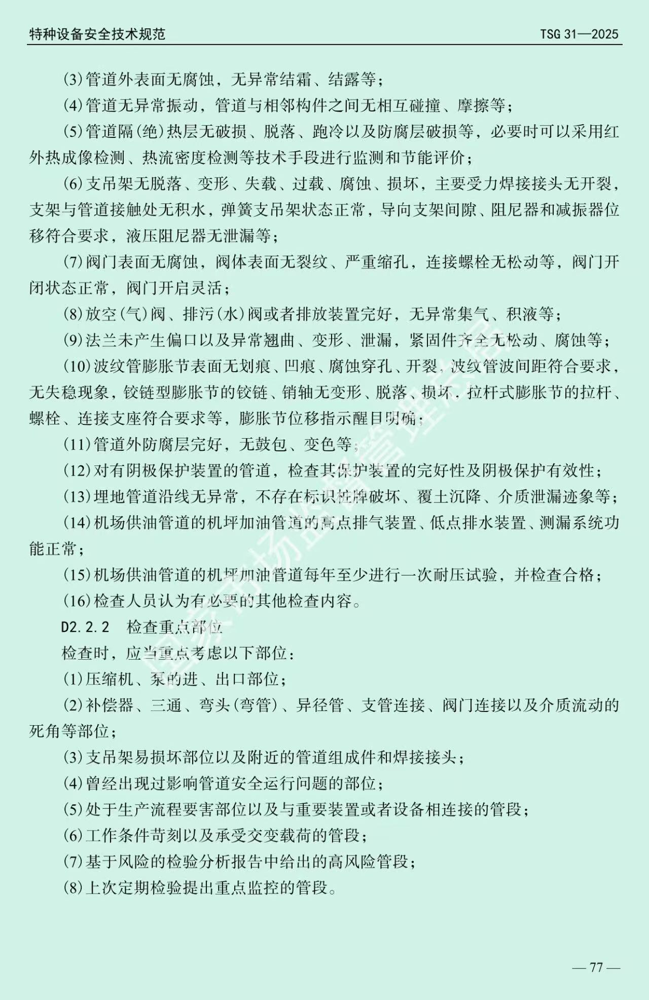 特种设备安全技术规范 TSG 31—2025
(3)管道外表面无腐蚀，无异常结霜、结露等；
(4)管道无异常振动，管道与相邻构件之间无相互碰撞、摩擦等；
(5)管道隔(绝)热层无破损、脱落、跑冷以及防腐层破损等，必要时可以采用红
外热成像检测、热流密度检测等技术手段进行监测和节能评价；
(6)支吊架无脱落、变形、失载、过载、腐蚀、损坏，主要受力焊接接头无开裂，
支架与管道接触处无积水，弹簧支吊架状态正常，导向支架间隙、阻尼器和减振器位
移符合要求，液压阻尼器无泄漏等；
(7)阀门表面无腐蚀，阀体表面无裂纹、严重缩孔，连接螺栓无松动等，阀门开
闭状态正常，阀门开启灵活；
(8)放空(气)阀、排污(水)阀或者排放装置完好，无异常集气、积液等；
(9)法兰未产生偏口以及异常翘曲、变形、泄漏，紧固件齐全无松动、腐蚀等；
(10)波纹管膨胀节表面无划痕、凹痕、腐蚀穿孔、开裂，波纹管波间距符合要求，
无失稳现象，铰链型膨胀节的铰链、销轴无变形、脱落、损坏，拉杆式膨胀节的拉杆、
螺栓、连接支座符合要求等，膨胀节位移指示醒目明确；
(11)管道外防腐层完好，无鼓包、变色等；
(12)对有阴极保护装置的管道，检查其保护装置的完好性及阴极保护有效性；
(13)埋地管道沿线无异常，不存在标识桩牌破坏、覆土沉降、介质泄漏迹象等；
(14)机场供油管道的机坪加油管道的高点排气装置、低点排水装置、测漏系统功
能正常；
(15)机场供油管道的机坪加油管道每年至少进行一次耐压试验，并检查合格；
(16)检查人员认为有必要的其他检查内容。
D2.2.2 检查重点部位
检查时，应当重点考虑以下部位：
(1)压缩机、泵的进、出口部位；
(2)补偿器、三通、弯头(弯管)、异径管、支管连接、阀门连接以及介质流动的
死角等部位；
(3)支吊架易损坏部位以及附近的管道组成件和焊接接头；
(4)曾经出现过影响管道安全运行问题的部位；
(5)处于生产流程要害部位以及与重要装置或者设备相连接的管段；
(6)工作条件苛刻以及承受交变载荷的管段；
(7)基于风险的检验分析报告中给出的高风险管段；
(8)上次定期检验提出重点监控的管段。
国家市场监督管理总局
— 77 —